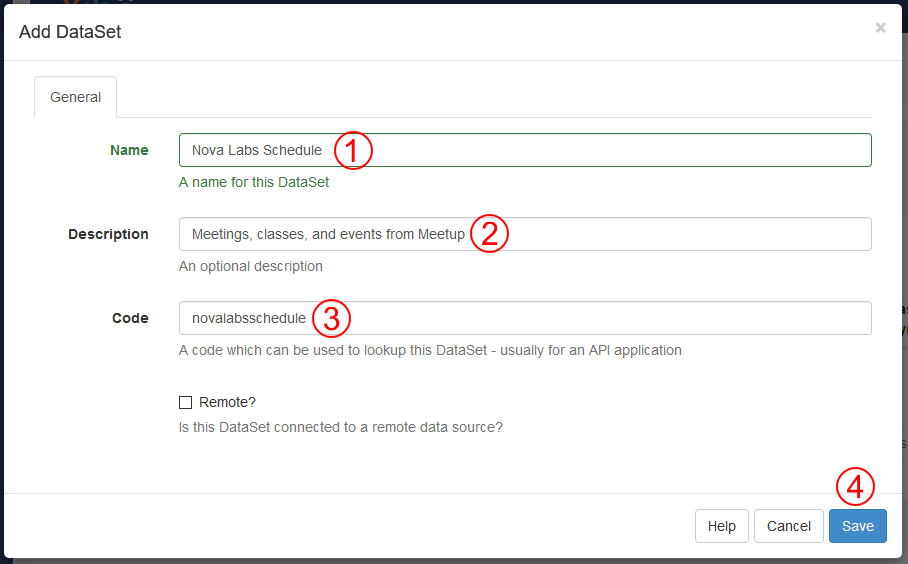 Add DataSet ×
General
Name Nova Labs Schedule 1
A name for this DataSet
Description Meetings, classes, and events from Meetup 2
An optional description
Code novalabsschedule 3
A code which can be used to lookup this DataSet - usually for an API application
Remote?
Is this DataSet connected to a remote data source?
4
Help Cancel Save